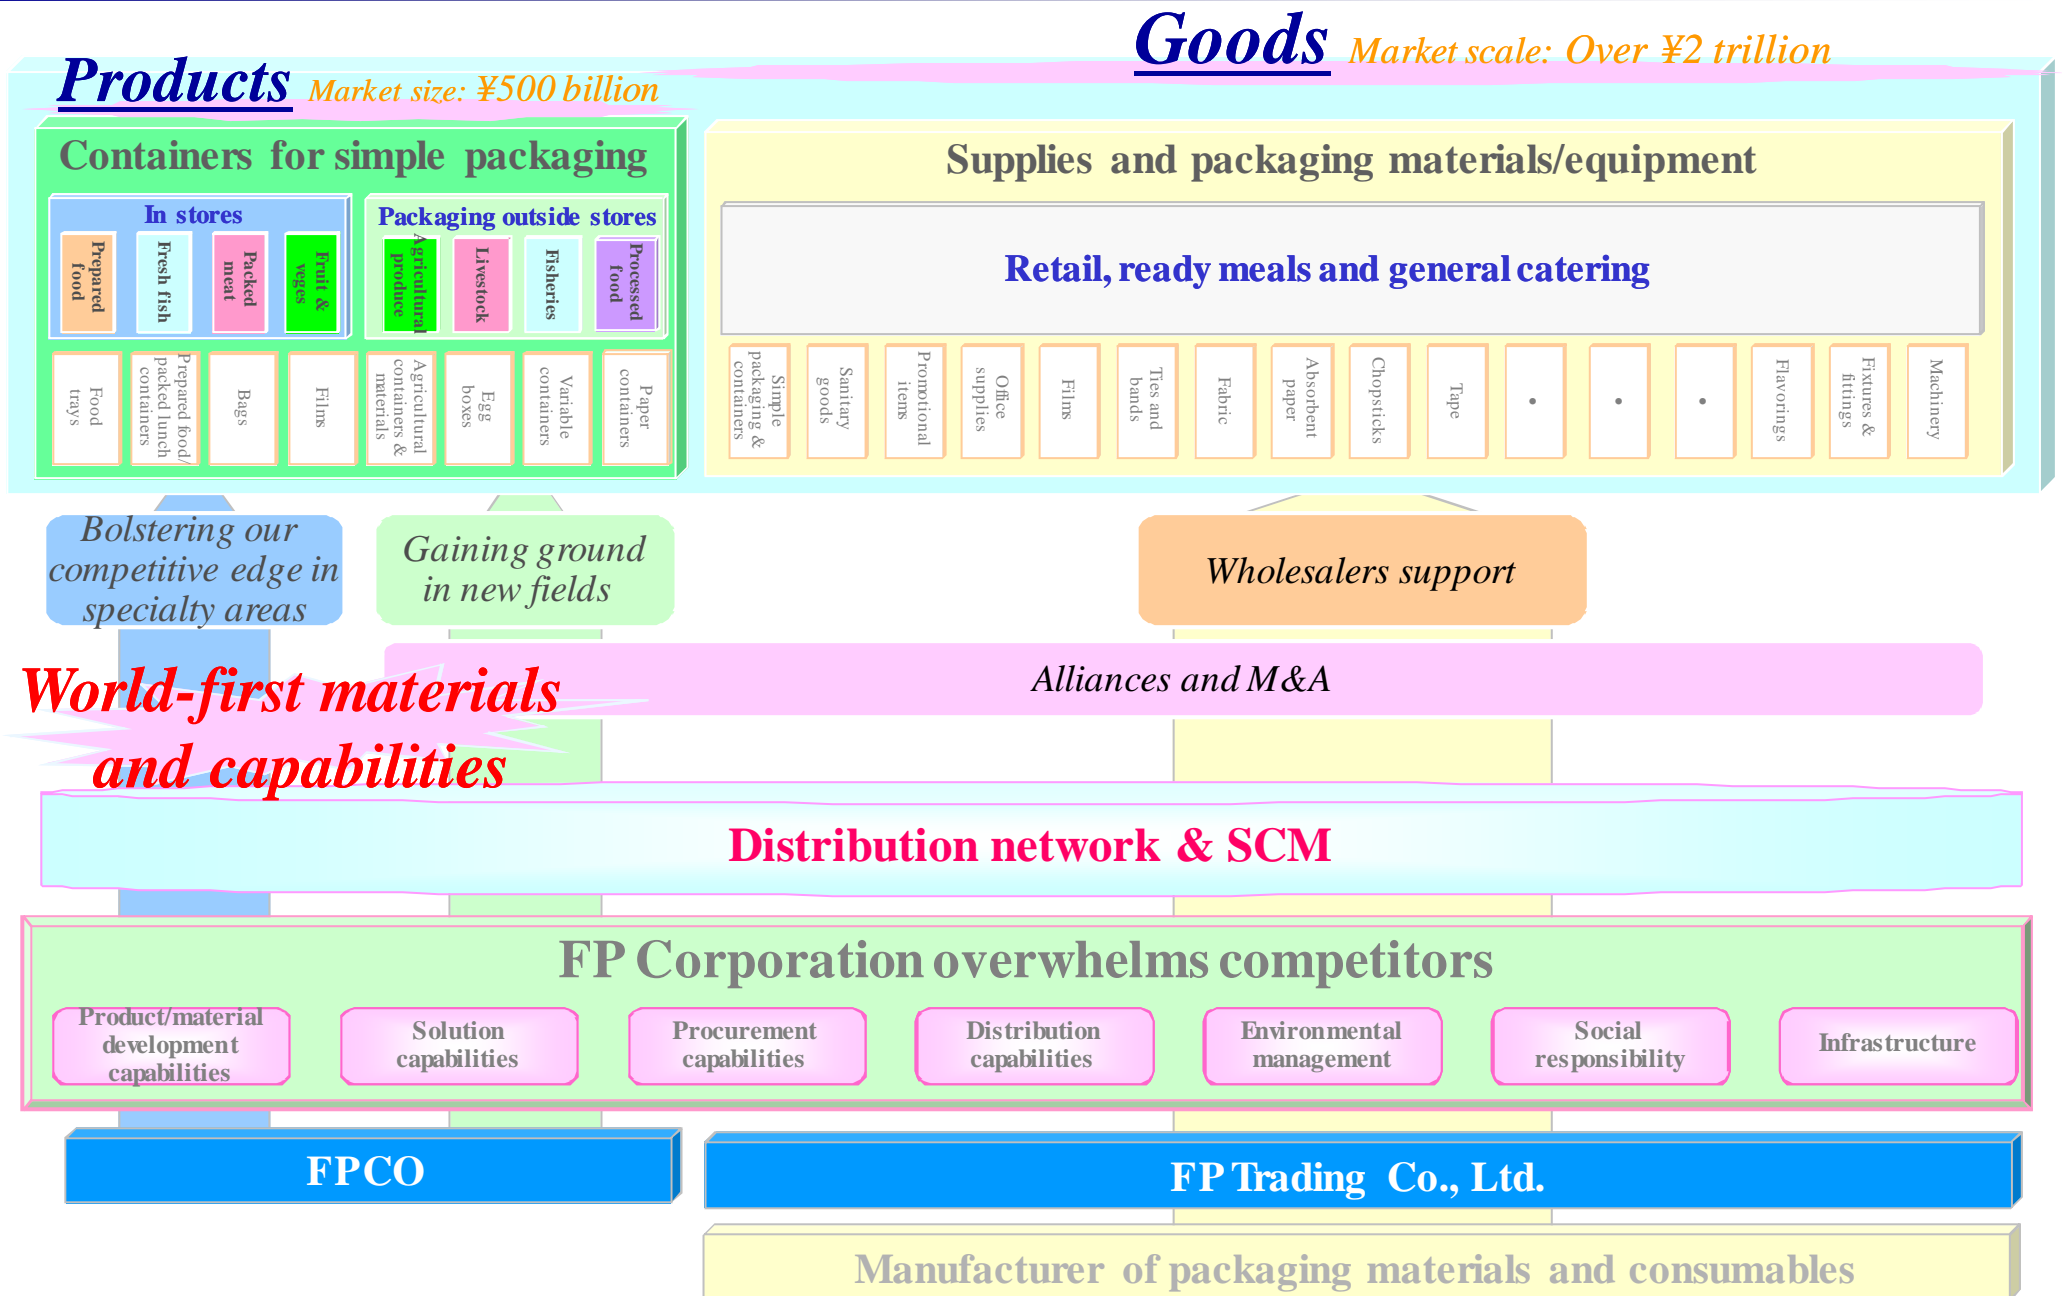 Goods Market scale: Over ¥2 trillion
Products Market size: ¥500 billion
Containers for simple packaging
In stores
Prepared
food
Fresh fish
Packed
meat
Fruit &
veges
Packaging outside stores
Agricultural
produce
Livestock
Fisheries
Processed
food
Food
trays
Prepared food/
packed lunch
containers
Bags
Films
Agricultural
containers &
materials
Egg
boxes
Variable
containers
Paper
containers
Supplies and packaging materials/equipment
Retail, ready meals and general catering
Simple
packaging &
containers
Sanitary
goods
Promotional
items
Office
supplies
Films
Ties and
bands
Fabric
Absorbent
paper
Chopsticks
Tape
•
•
•
Flavorings
Fixtures &
fittings
Machinery
Bolstering our
competitive edge in
specialty areas
Gaining ground
in new fields
Wholesalers support
Alliances and M&A
World-first materials
and capabilities
Distribution network & SCM
FP Corporation overwhelms competitors
Product/material
development
capabilities
Solution
capabilities
Procurement
capabilities
Distribution
capabilities
Environmental
management
Social
responsibility
Infrastructure
FPCO
FP Trading Co., Ltd.
Manufacturer of packaging materials and consumables